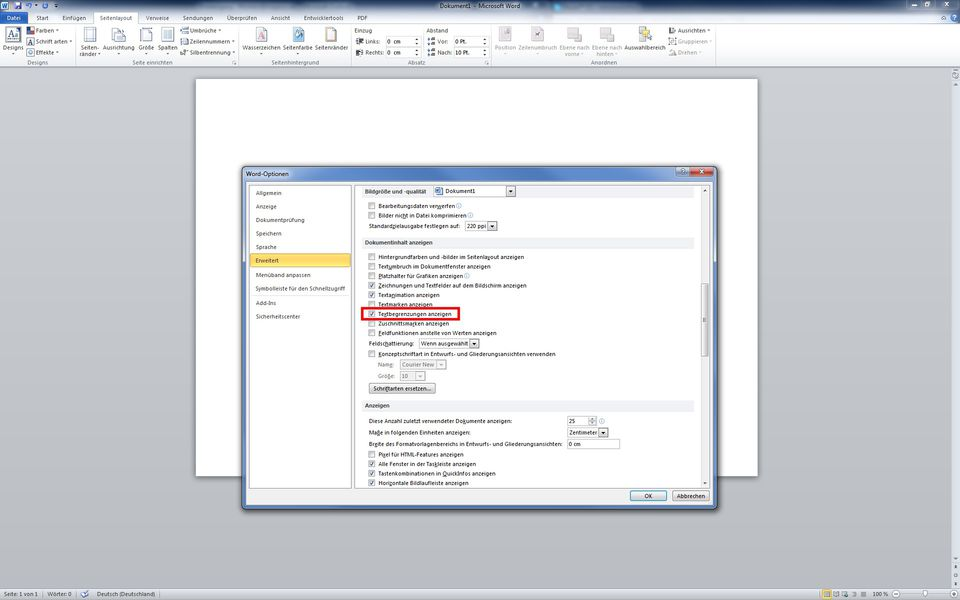 Dokument1 - Microsoft Word
Datei Start Einfügen Seitenlayout Verweise Sendungen Überprüfen Ansicht Entwicklertools PDF
Designs
Farben
Schriftarten
Effekte
Designs
Seitenränder
Ausrichtung
Größe
Spalten
Umbrüche
Zeilennummern
Silbentrennung
Seite einrichten
Wasserzeichen
Seitenfarbe
Seitenränder
Seitenhintergrund
Einzug
Links: 0 cm
Rechts: 0 cm
Abstand
Vor: 0 Pt.
Nach: 10 Pt.
Absatz
Position
Zeilenumbruch
Ebene nach vorne
Ebene nach hinten
Auswahlbereich
Ausrichten
Gruppieren
Drehen
Anordnen
Word-Optionen
Allgemein
Anzeige
Dokumentprüfung
Speichern
Sprache
Erweitert
Menüband anpassen
Symbolleiste für den Schnellzugriff
Add-Ins
Sicherheitscenter
Bildgröße und -qualität Dokument1
Bearbeitungsdaten verwerfen
Bilder nicht in Datei komprimieren
Standardzielausgabe festlegen auf: 220 ppi
Dokumentinhalt anzeigen
Hintergrundfarben und -bilder im Seitenlayout anzeigen
Textumbruch im Dokumentfenster anzeigen
Platzhalter für Grafiken anzeigen
Zeichnungen und Textfelder auf dem Bildschirm anzeigen
Textanimation anzeigen
Textmarken anzeigen
Textbegrenzungen anzeigen
Zuschnittsmarken anzeigen
Feldfunktionen anstelle von Werten anzeigen
Feldschattierung: Wenn ausgewählt
Konzeptschriftart in Entwurfs- und Gliederungsansichten verwenden
Name: Courier New
Größe: 10
Schriftarten ersetzen...
Anzeigen
Diese Anzahl zuletzt verwendeter Dokumente anzeigen: 25
Maße in folgenden Einheiten anzeigen: Zentimeter
Breite des Formatvorlagenbereichs in Entwurfs- und Gliederungsansichten: 0 cm
Pixel für HTML-Features anzeigen
Alle Fenster in der Taskleiste anzeigen
Tastenkombinationen in QuickInfos anzeigen
Horizontale Bildlaufleiste anzeigen
OK Abbrechen
Seite: 1 von 1 Wörter: 0 Deutsch (Deutschland) 100 %